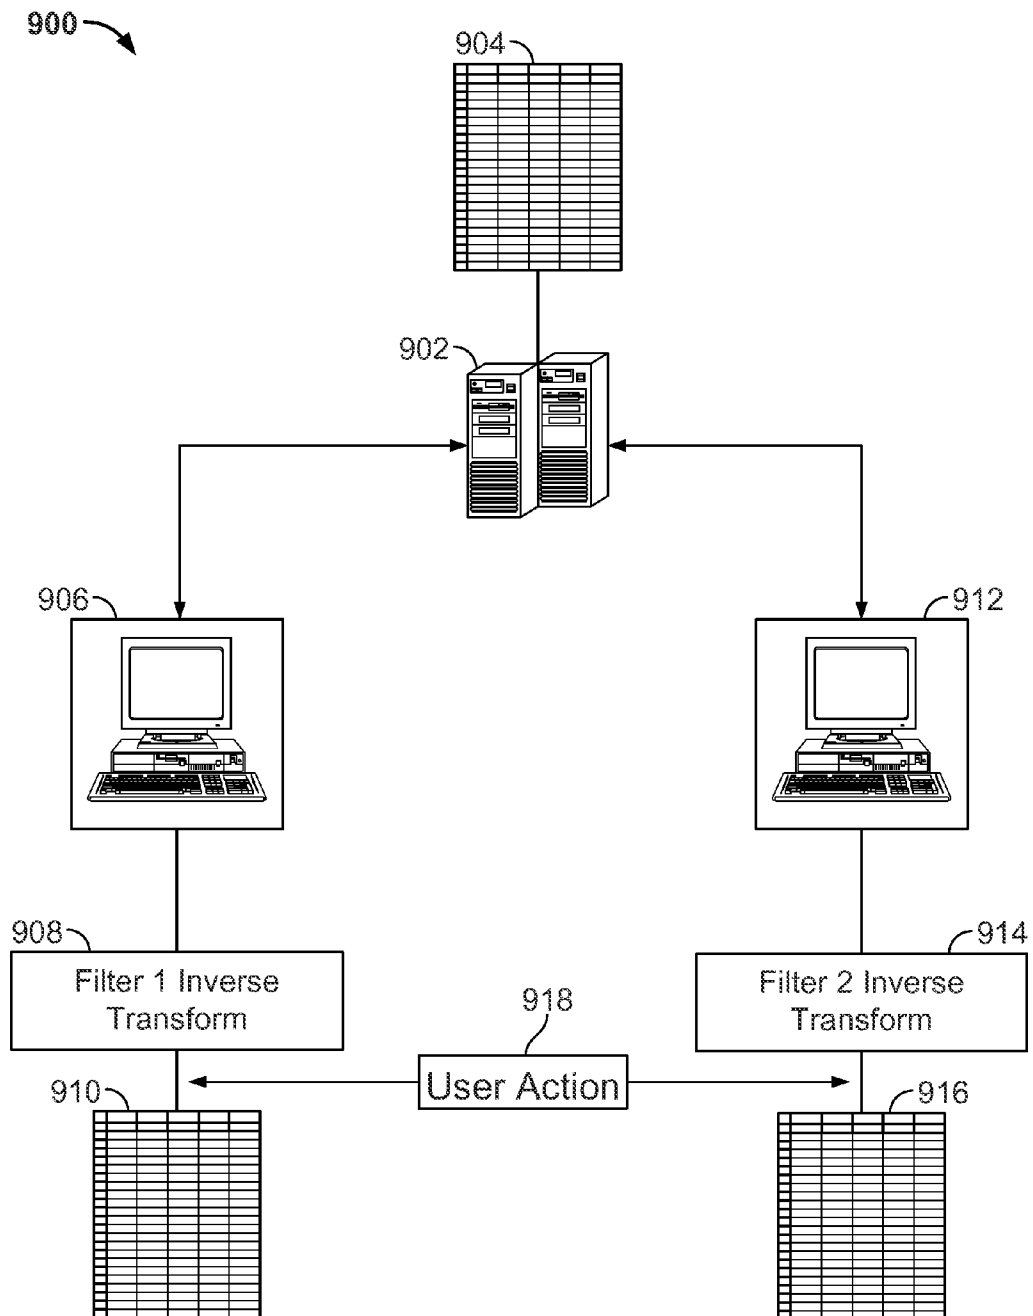 900
904
902
906
912
908
914
Filter 1 Inverse
Transform
Filter 2 Inverse
Transform
918
User Action
910
916